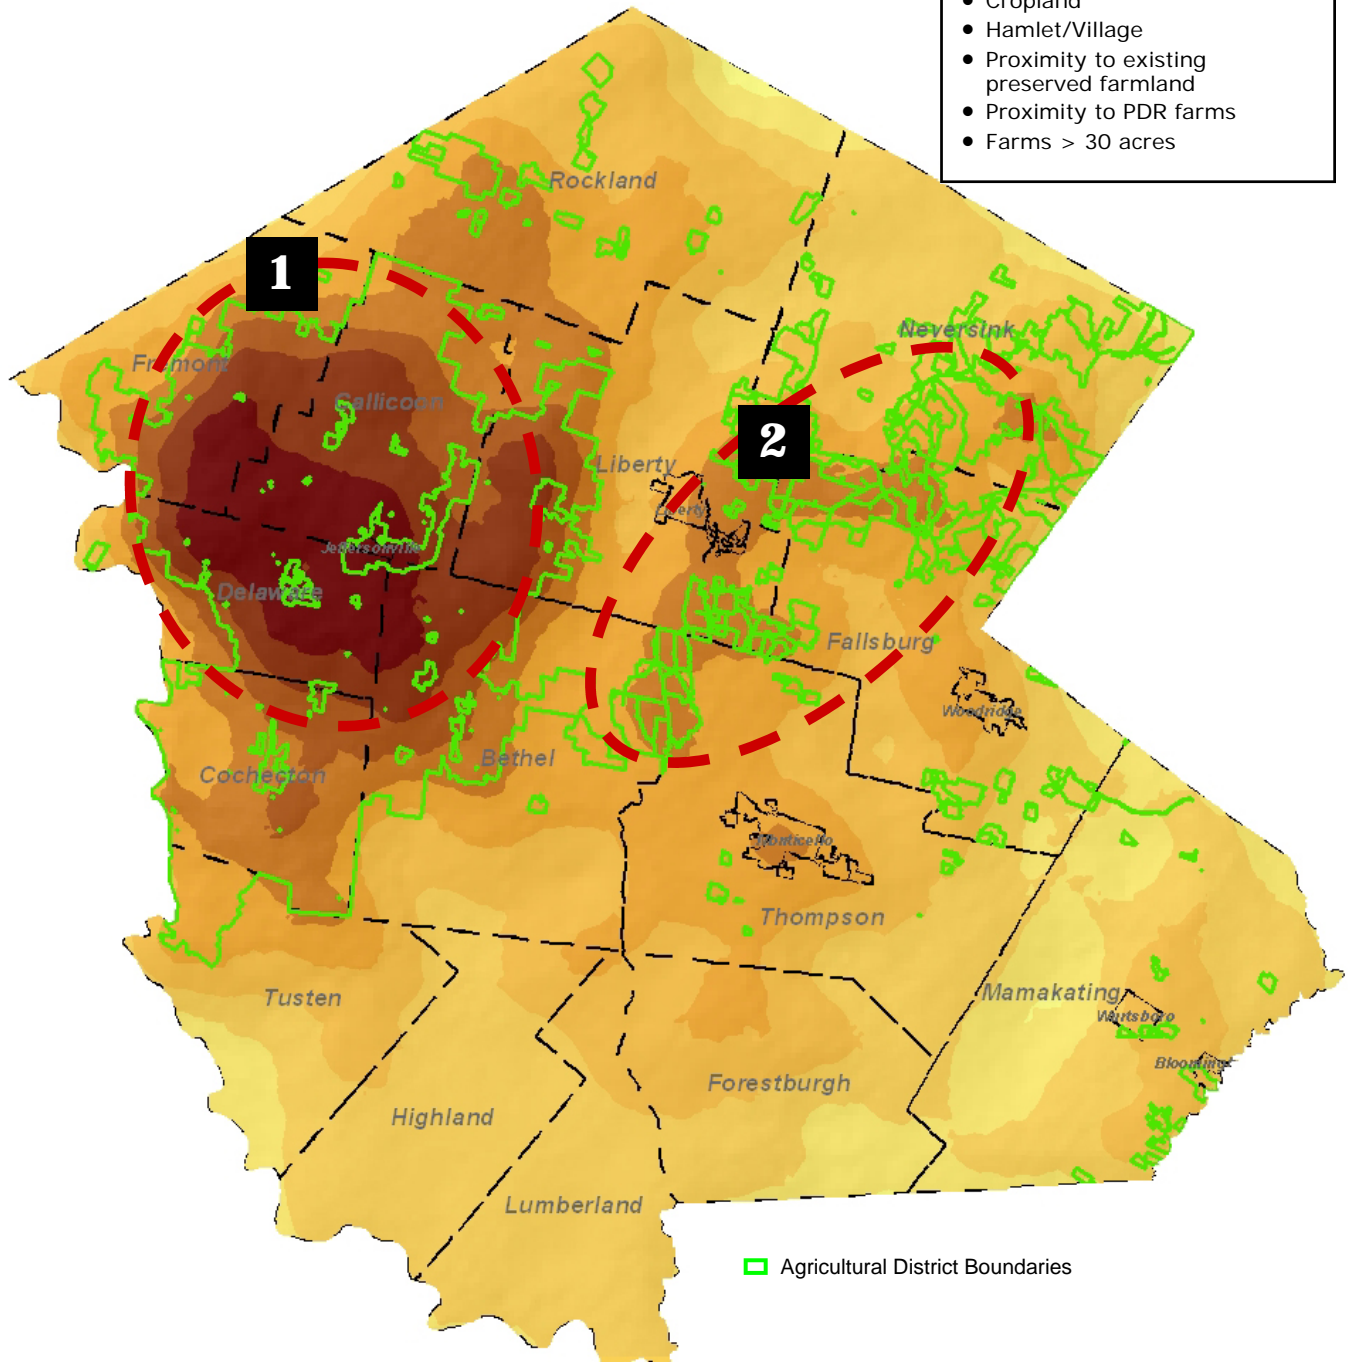 • Cropland
• Hamlet/Village
• Proximity to existing
preserved farmland
• Proximity to PDR farms
• Farms > 30 acres
Rockland
1
Neversink
Fremont
Callicoon
2
Liberty
Liberty
Jeffersonville
Delaware
Fallsburg
Woodridge
Bethel
Cochecton
Monticello
Thompson
Tusten
Mamakating
Wurtsboro
Bloomingt
Forestburgh
Highland
Lumberland
Agricultural District Boundaries